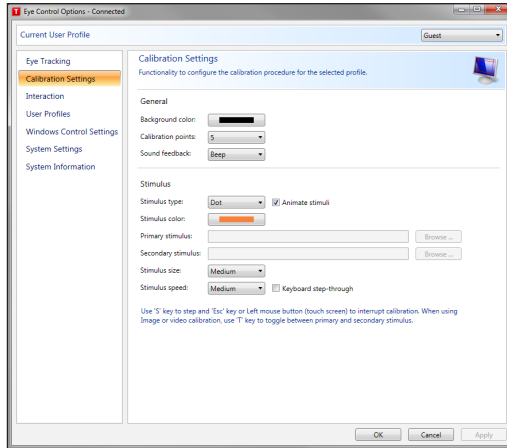 T Eye Control Options - Connected
Current User Profile Guest
Eye Tracking
Calibration Settings
Interaction
User Profiles
Windows Control Settings
System Settings
System Information
Calibration Settings
Functionality to configure the calibration procedure for the selected profile.
General
Background color:
Calibration points: 5
Sound feedback: Beep
Stimulus
Stimulus type: Dot Animate stimuli
Stimulus color:
Primary stimulus: Browse ...
Secondary stimulus: Browse ...
Stimulus size: Medium
Stimulus speed: Medium Keyboard step-through
Use 'S' key to step and 'Esc' key or Left mouse button (touch screen) to interrupt calibration. When using
Image or video calibration, use 'T' key to toggle between primary and secondary stimulus.
OK Cancel Apply